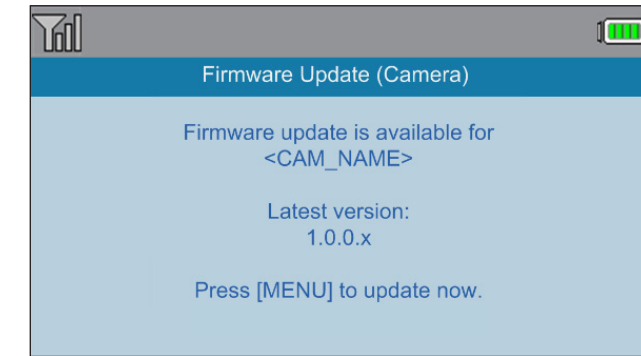 Firmware Update (Camera)
Firmware update is available for
<CAM_NAME>
Latest version:
1.0.0.x
Press [MENU] to update now.